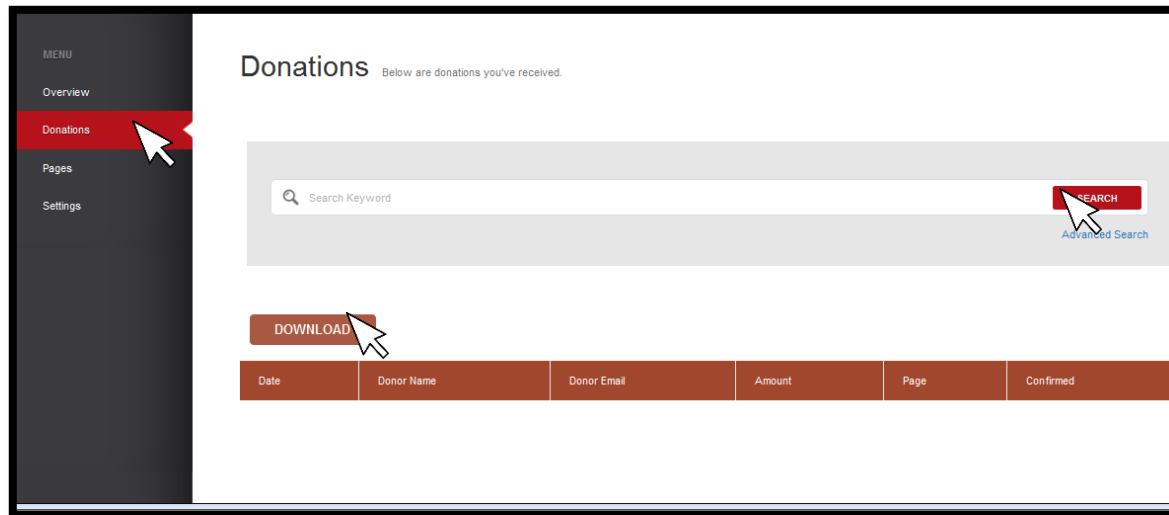 MENU
Overview
Donations
Pages
Settings
Donations Below are donations you've received.
Search Keyword
SEARCH
Advanced Search
DOWNLOAD
Date Donor Name Donor Email Amount Page Confirmed